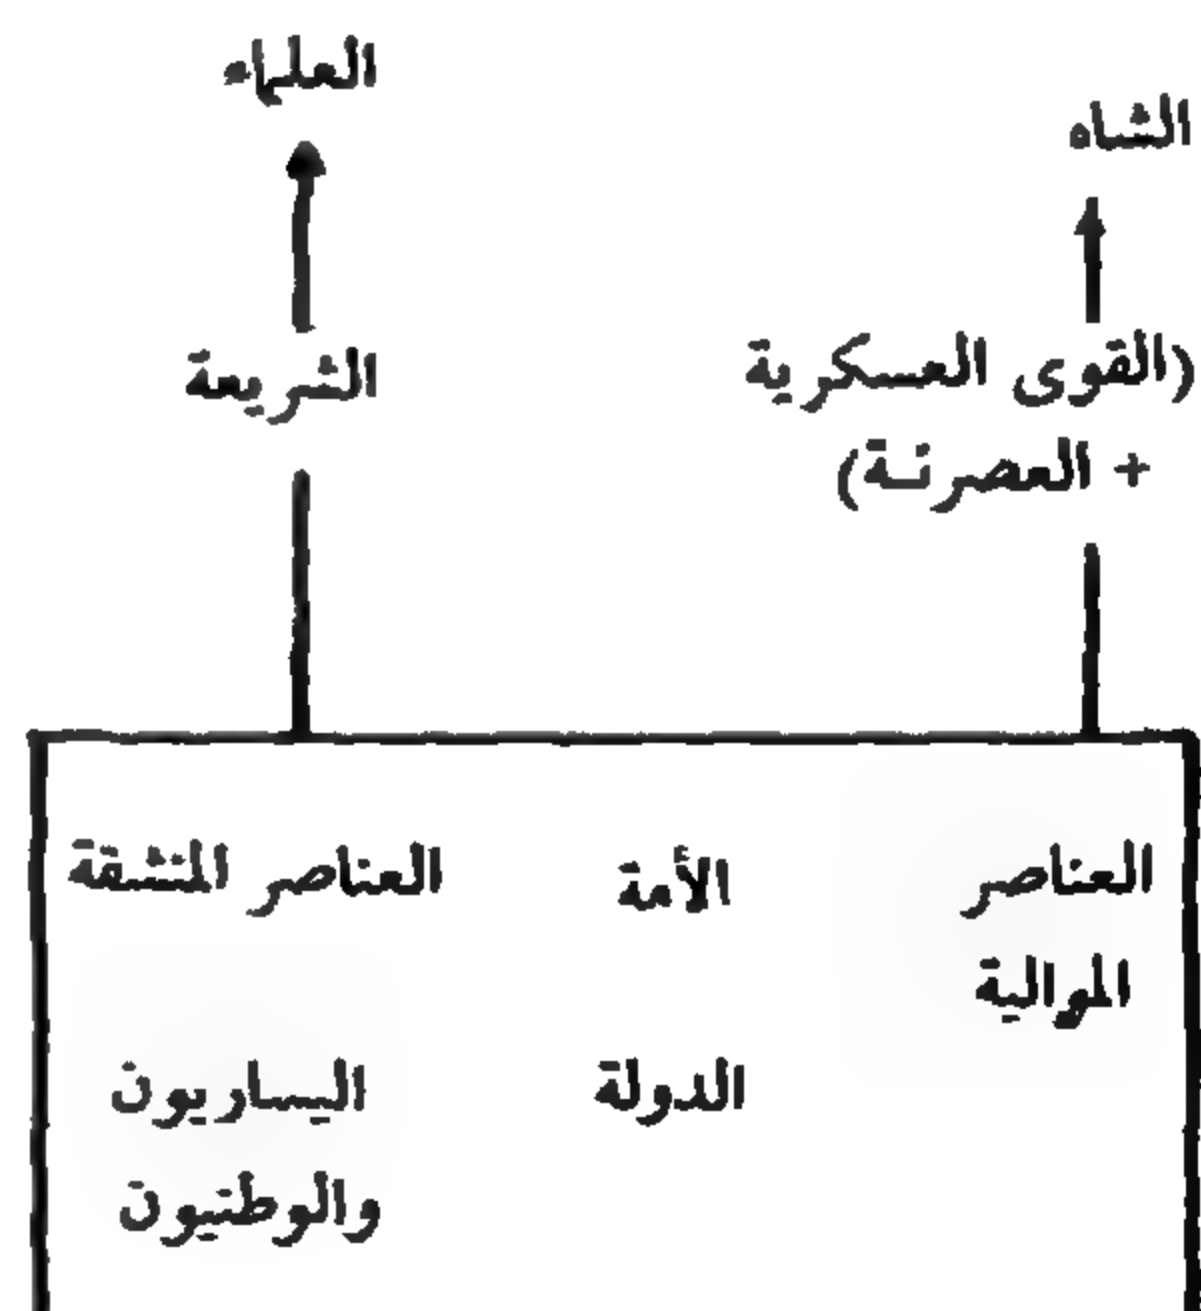 العلماء
الشاه
الشريعة
(القوى العسكرية
+ العصرنة)
العناصر المنشقة
الأمة
العناصر
الموالية
اليساريون
الدولة
والوطنيون